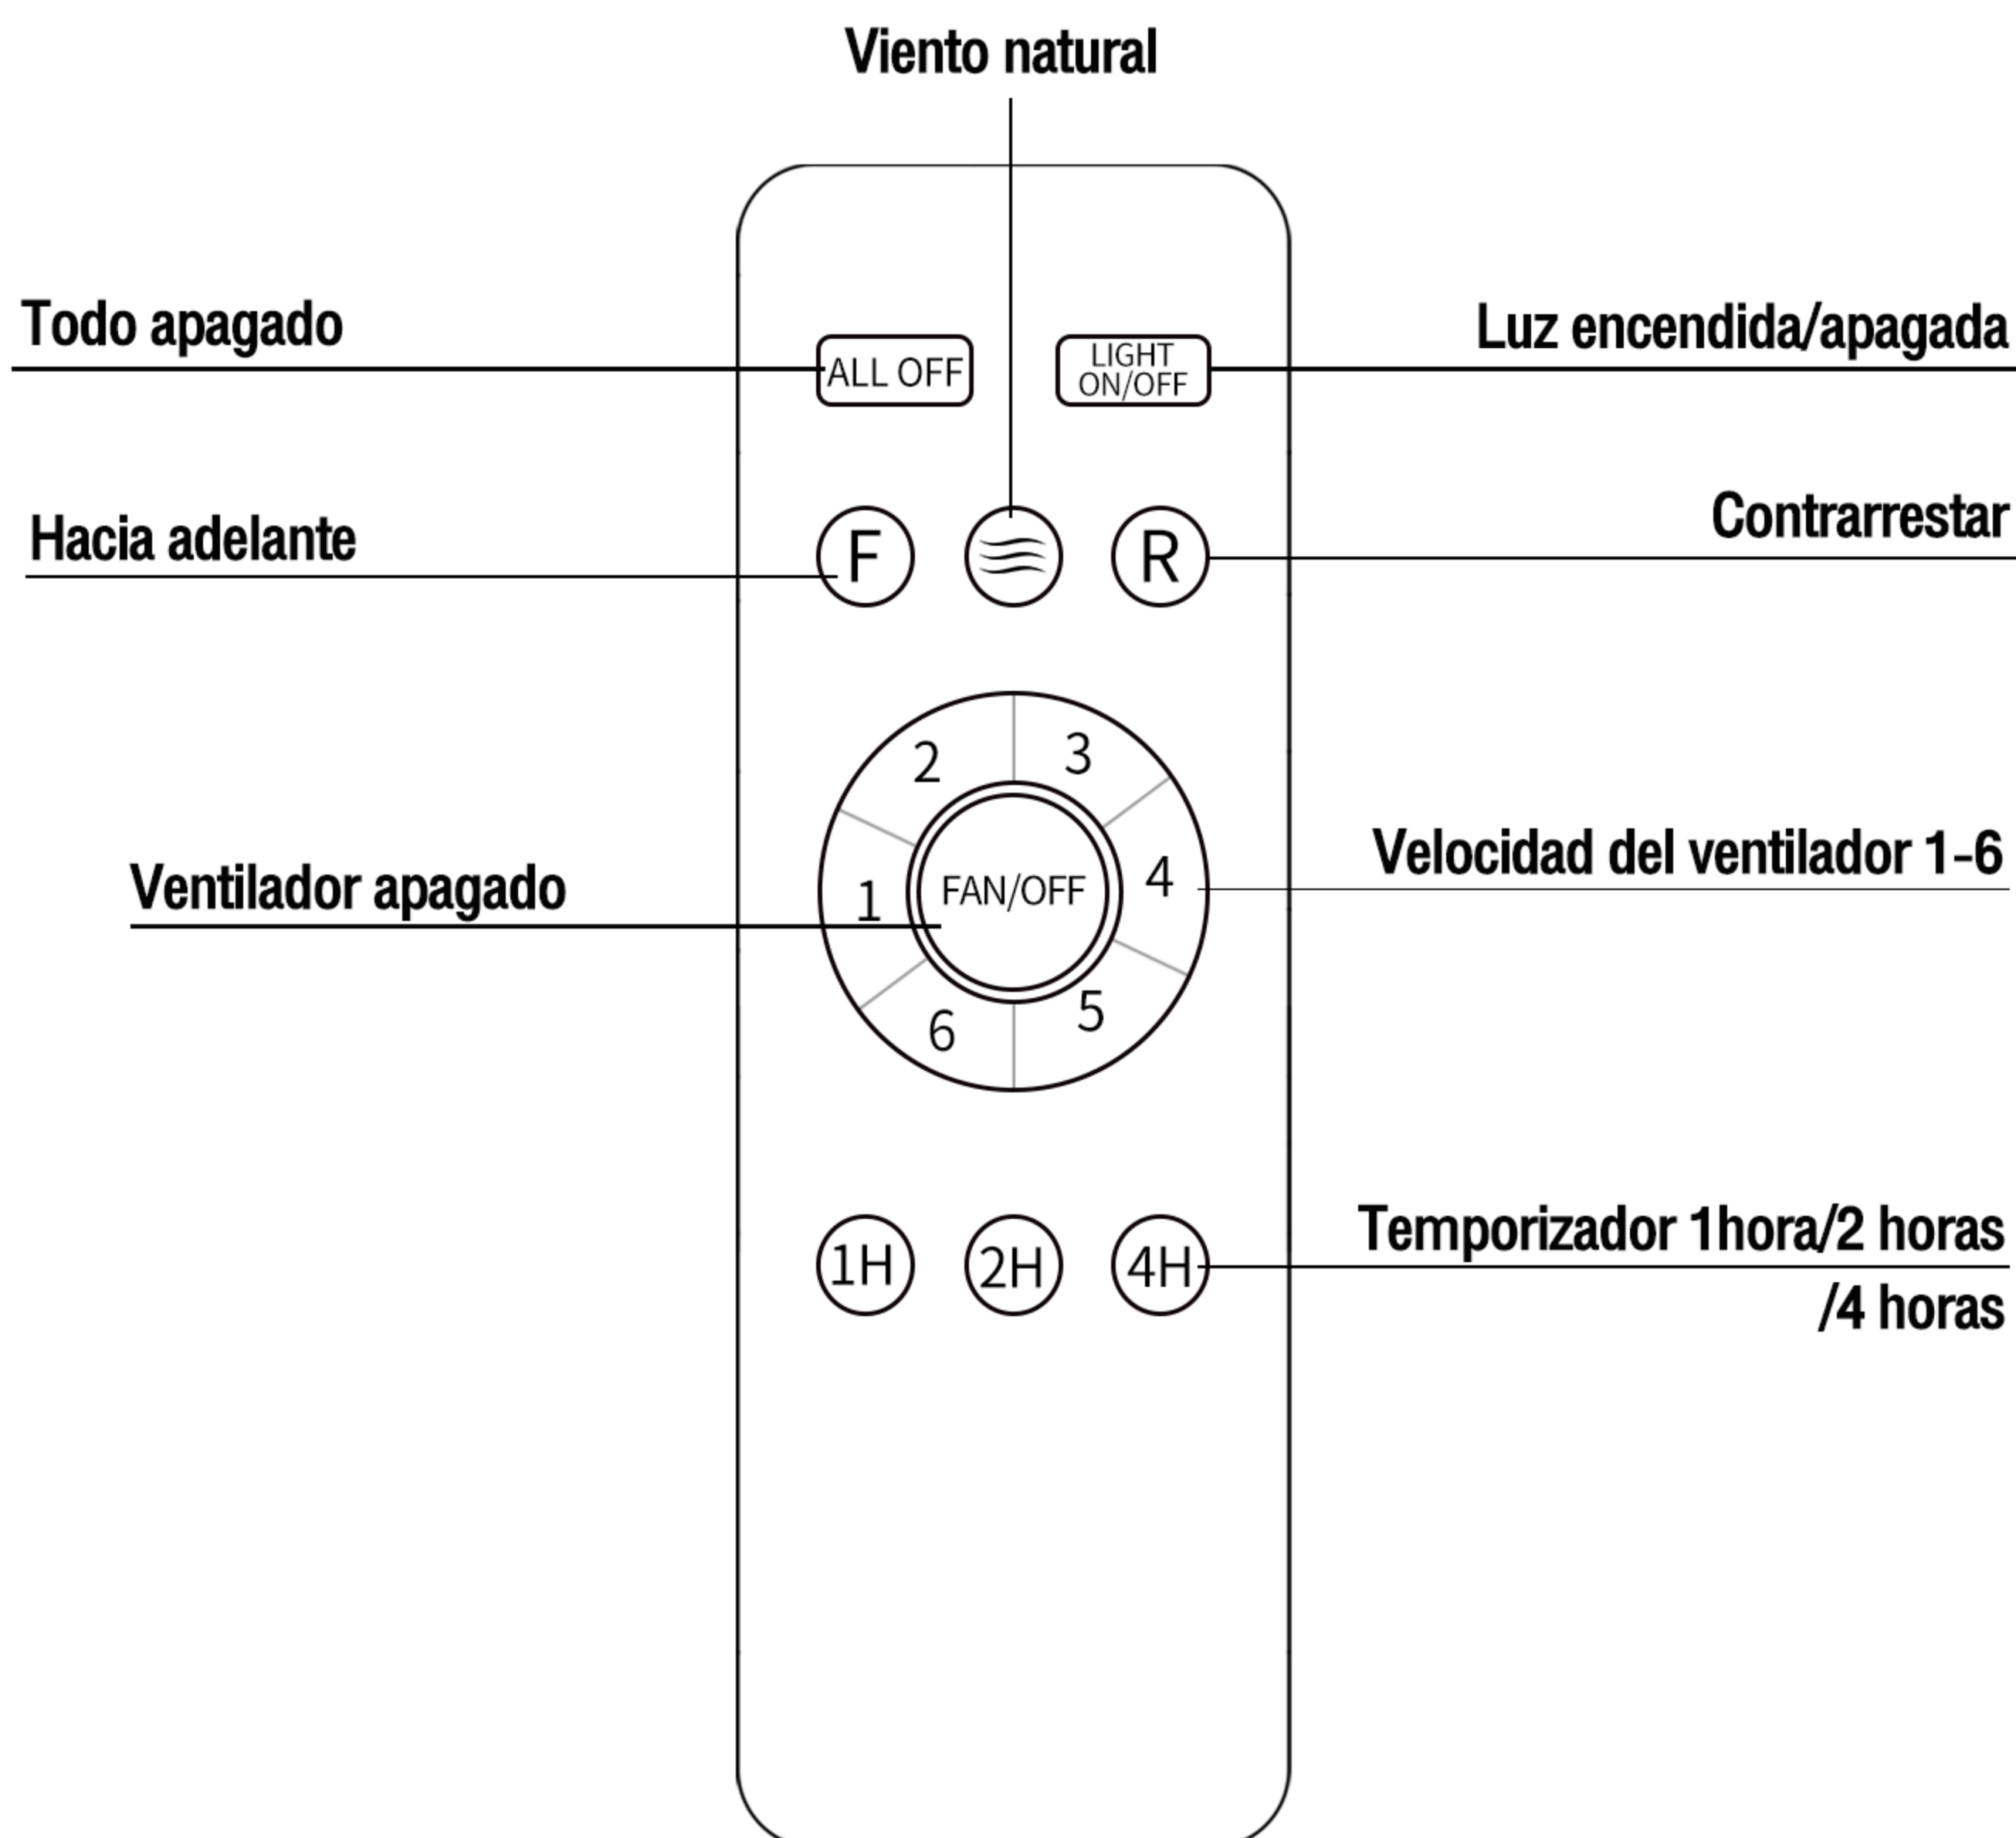 Viento natural
Todo apagado
ALL OFF
LIGHT
ON/OFF
Luz encendida/apagada
Hacia adelante
F
R
Contrarrestar
2
3
Ventilador apagado
1
FAN/OFF
4
Velocidad del ventilador 1-6
6
5
1H
2H
4H
Temporizador 1hora/2 horas
/4 horas